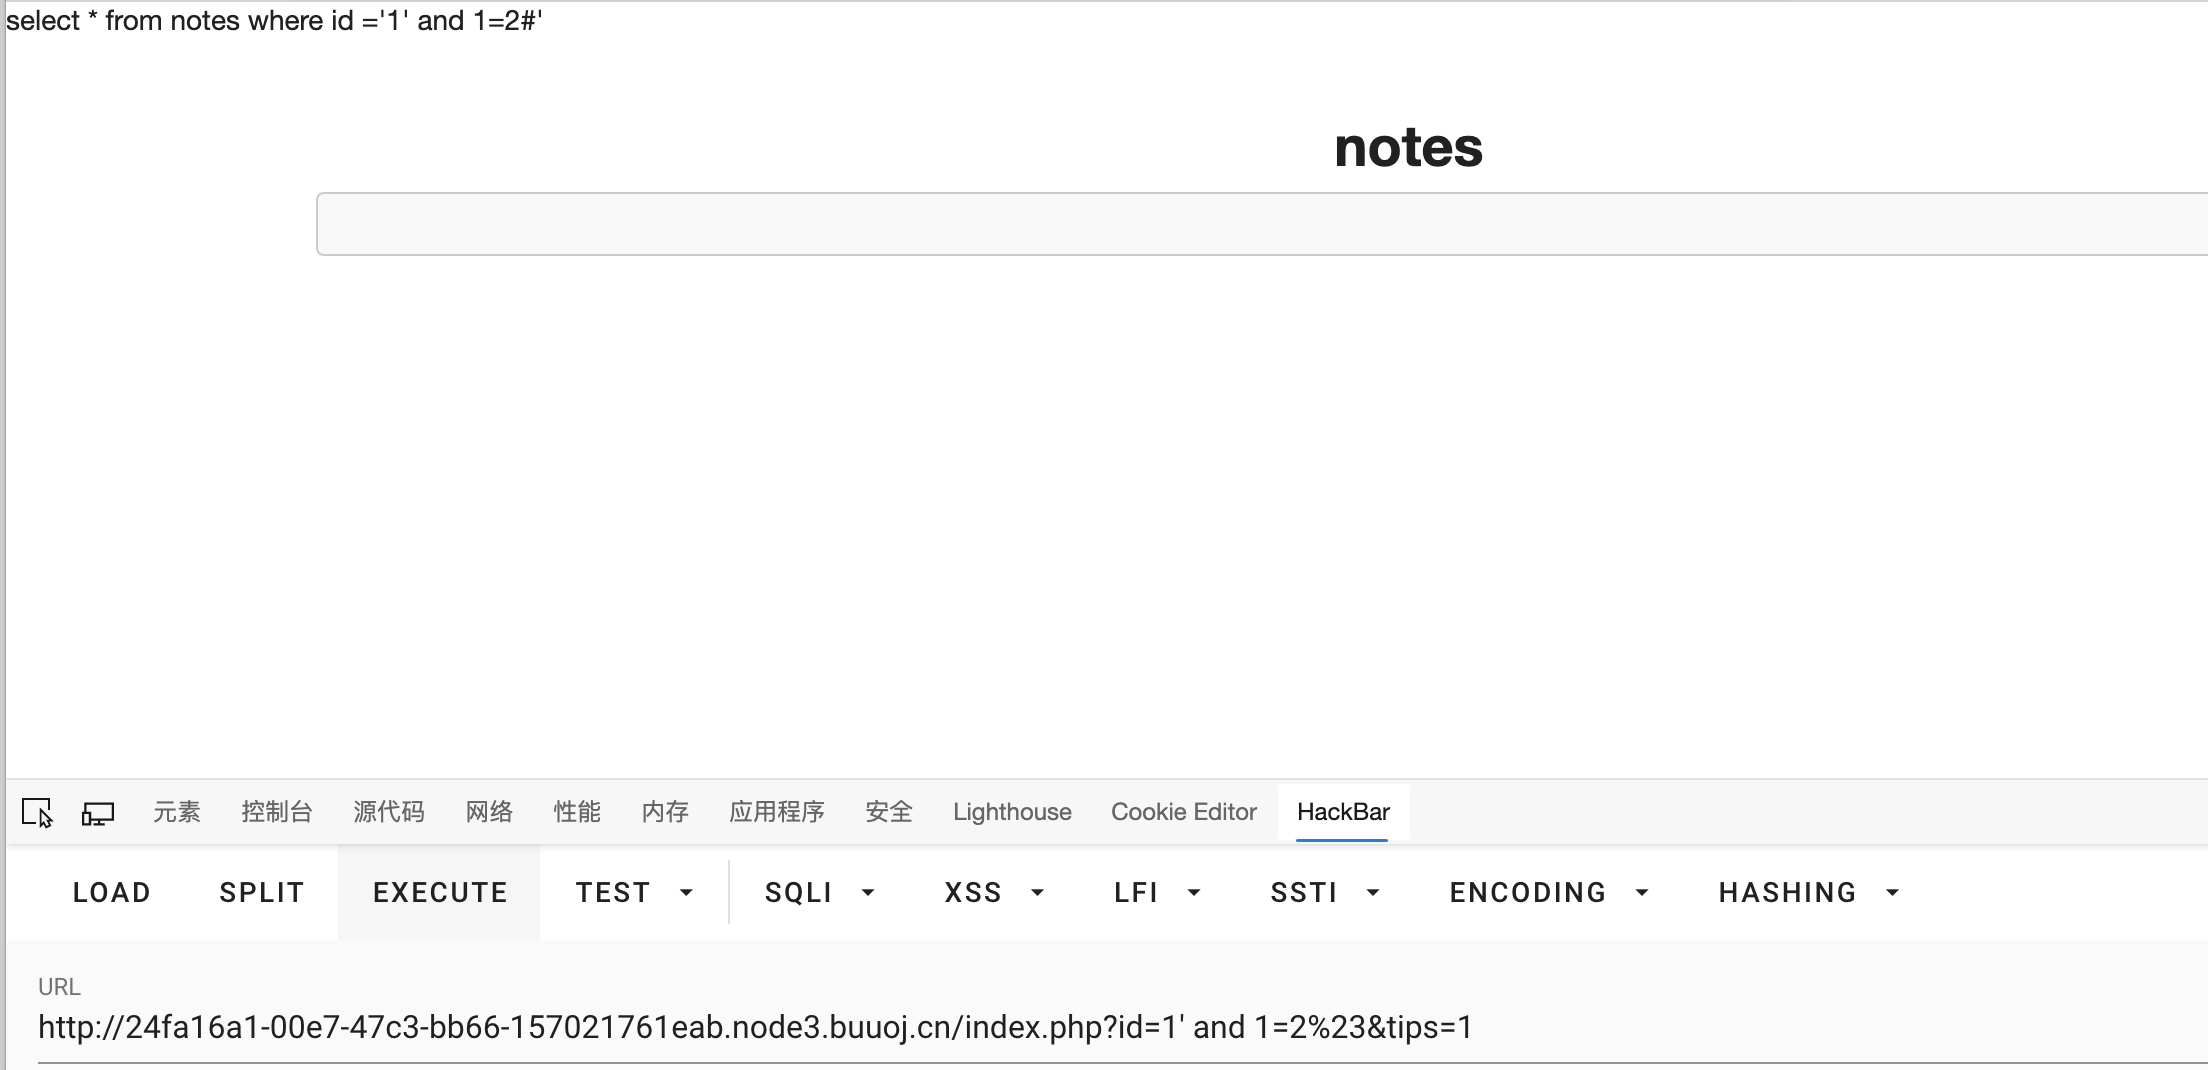 select * from notes where id ='1' and 1=2#'
notes
元素 控制台 源代码 网络 性能 内存 应用程序 安全 Lighthouse Cookie Editor HackBar
LOAD SPLIT EXECUTE TEST SQLI XSS LFI SSTI ENCODING HASHING
URL
http://24fa16a1-00e7-47c3-bb66-157021761eab.node3.buuoj.cn/index.php?id=1' and 1=2%23&tips=1